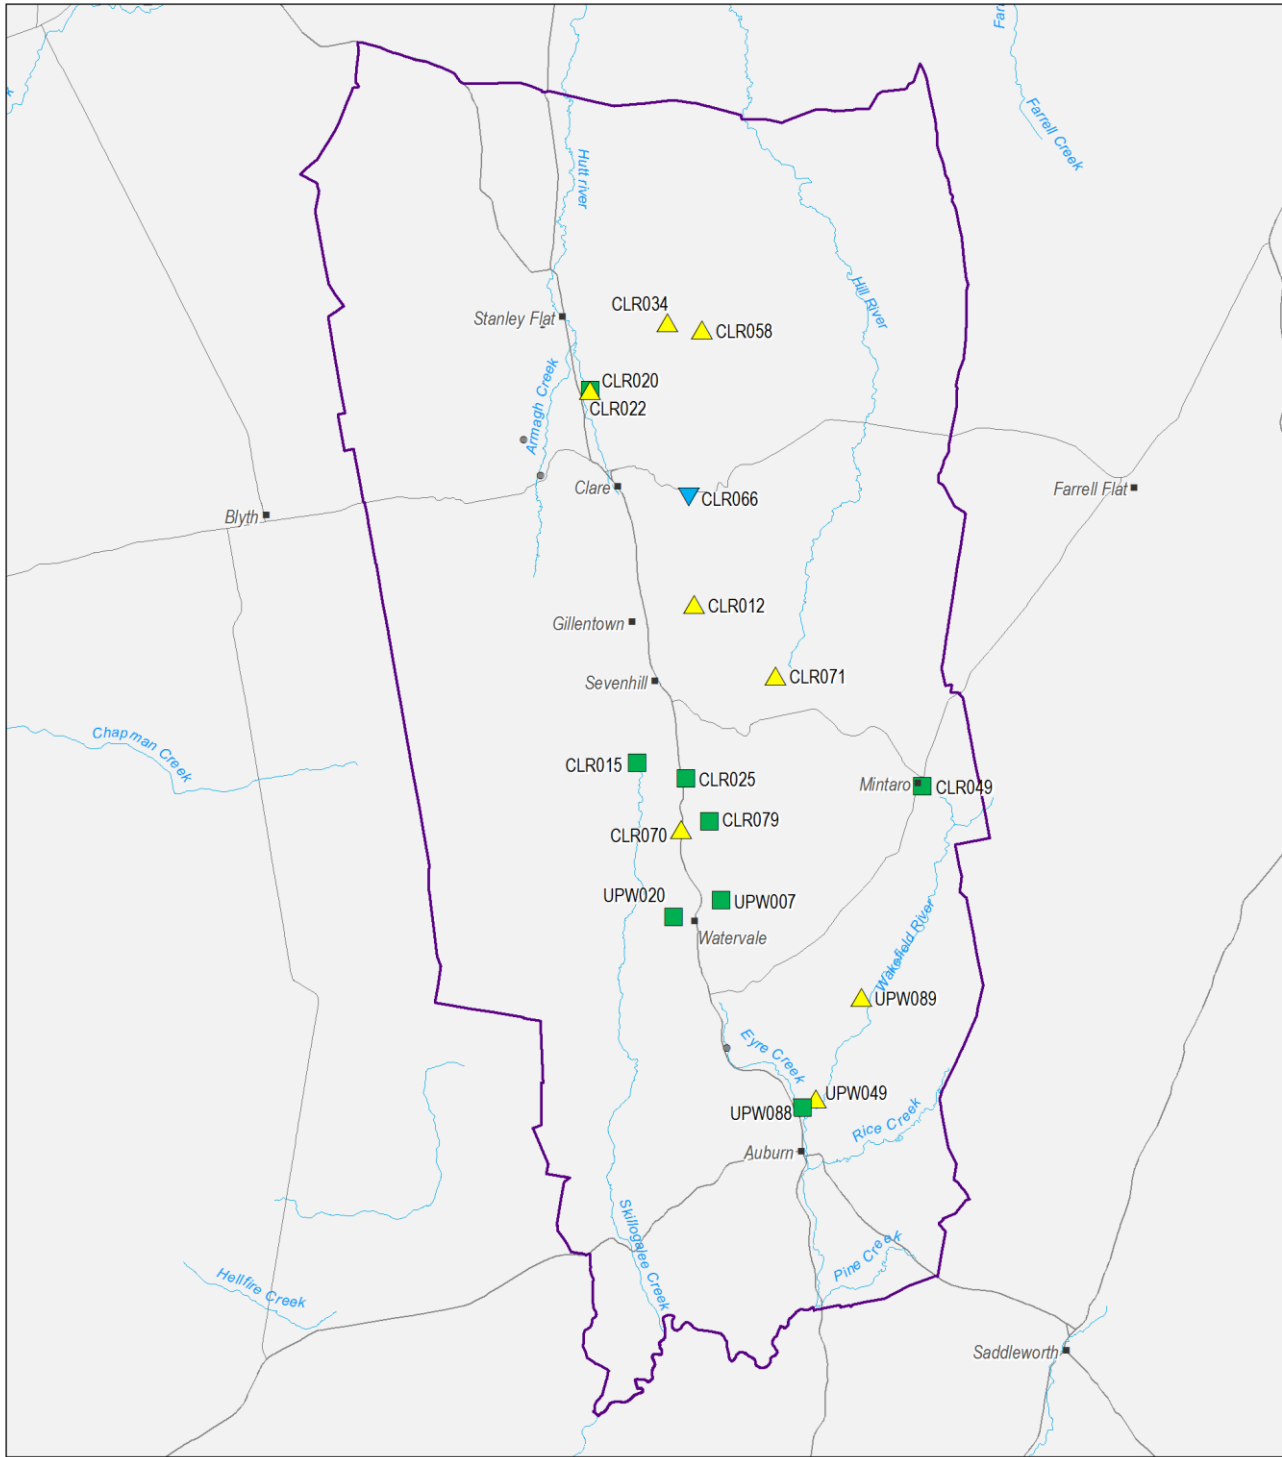 Far
Farrell Creek
k
Hutt river
Hill River
CLR034
CLR058
Stanley Flat
CLR020
CLR022
Armagh Creek
Clare
CLR066
Farrell Flat
Blyth
CLR012
Gillentown
CLR071
Sevenhill
Chapman Creek
CLR015
CLR025
Mintaro
CLR049
CLR079
CLR070
UPW020
UPW007
Watervale
Wakefield River
UPW089
Eyre Creek
UPW049
UPW088
Rice Creek
Auburn
Skillogalee Creek
Pine Creek
Hellfire Creek
Saddleworth